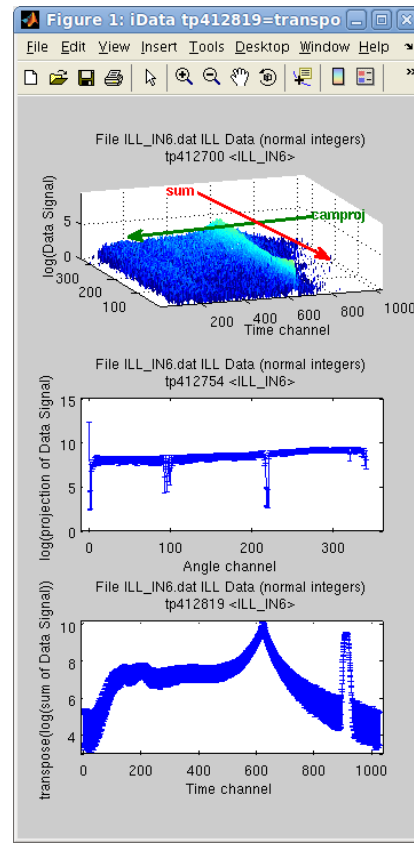 Figure 1: iData tp412819=transpo
File Edit View Insert Tools Desktop Window Help
File ILL_IN6.dat ILL Data (normal integers)
tp412700 <ILL_IN6>
sum
camproj
log(Data Signal)
5
0
300
200
100
200 400 600 800 1000
Time channel
File ILL_IN6.dat ILL Data (normal integers)
tp412754 <ILL_IN6>
log(projection of Data Signal)
15
10
5
0
0 100 200 300
Angle channel
File ILL_IN6.dat ILL Data (normal integers)
tp412819 <ILL_IN6>
transpose(log(sum of Data Signal))
10
8
6
4
0 200 400 600 800 1000
Time channel